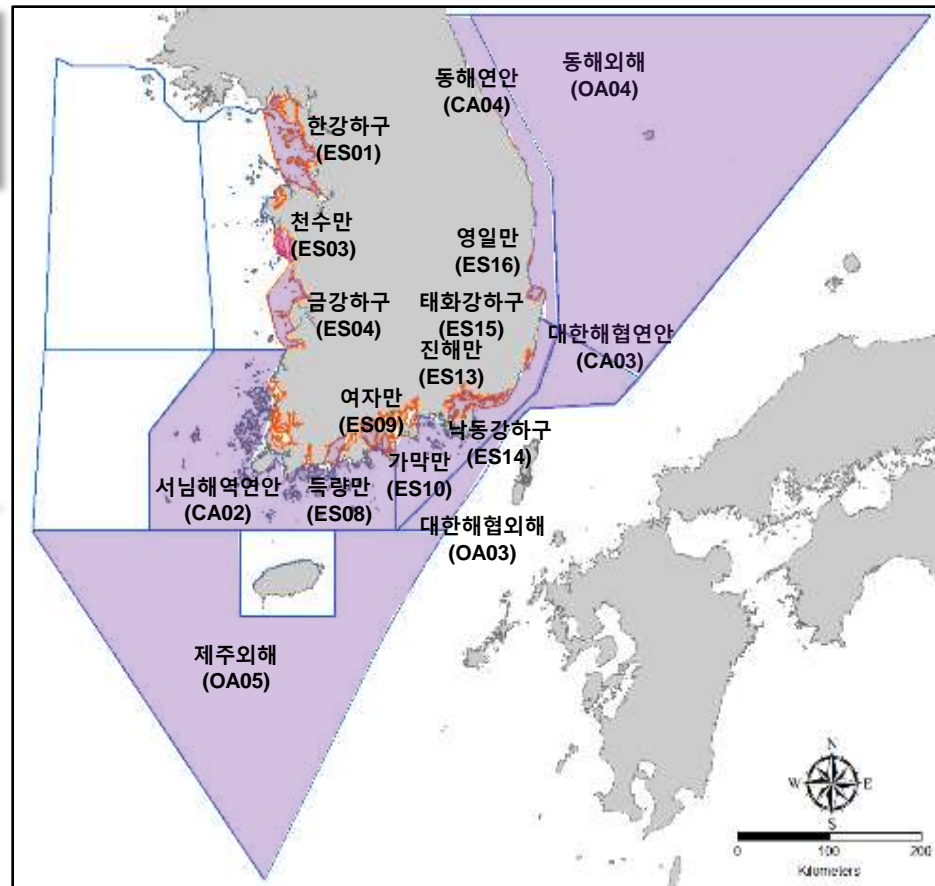 동해연안
(CA04)
동해외해
(OA04)
한강하구
(ES01)
천수만
(ES03)
영일만
(ES16)
금강하구
(ES04)
태화강하구
(ES15)
대한해협연안
(CA03)
진해만
(ES13)
여자만
(ES09)
낙동강하구
(ES14)
가막만
(ES10)
서님해역연안
(CA02)
득량만
(ES08)
대한해협외해
(OA03)
제주외해
(OA05)
N
W
E
S
0 100 200
Kilometers